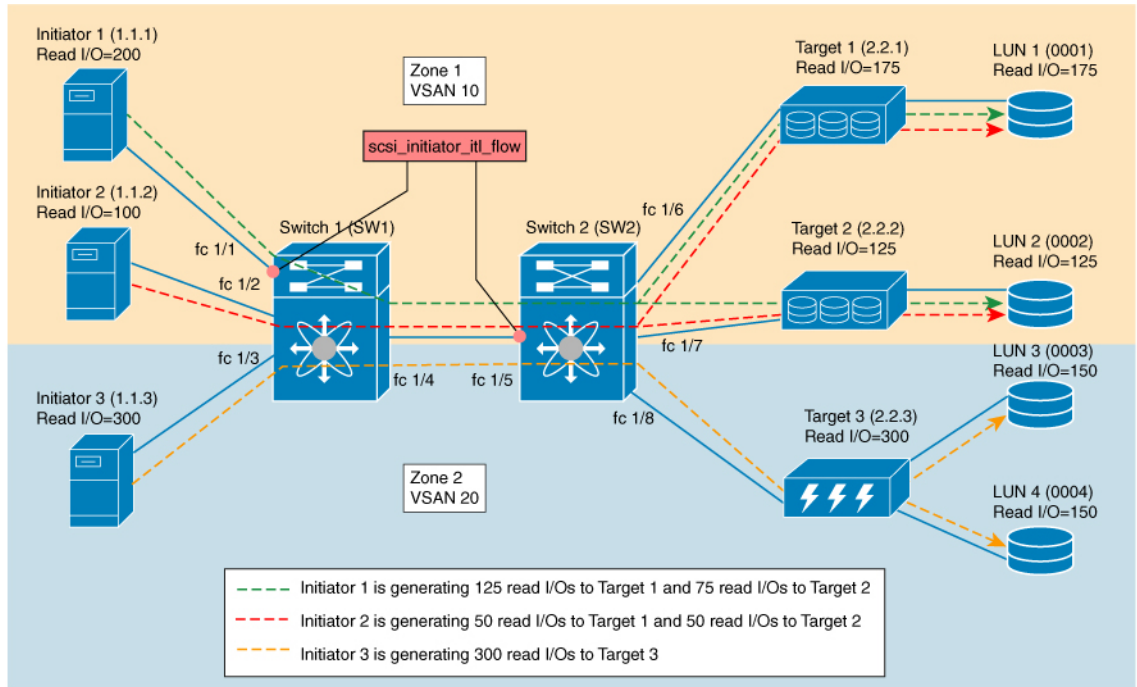 Initiator 1 (1.1.1)
Read I/O=200
Zone 1
VSAN 10
Target 1 (2.2.1)
Read I/O=175
LUN 1 (0001)
Read I/O=175
scsi_initiator_itl_flow
Initiator 2 (1.1.2)
Read I/O=100
fc 1/1
fc 1/2
Switch 1 (SW1)
Switch 2 (SW2)
fc 1/6
Target 2 (2.2.2)
Read I/O=125
LUN 2 (0002)
Read I/O=125
fc 1/3
fc 1/4
fc 1/5
fc 1/7
fc 1/8
LUN 3 (0003)
Read I/O=150
Initiator 3 (1.1.3)
Read I/O=300
Target 3 (2.2.3)
Read I/O=300
Zone 2
VSAN 20
LUN 4 (0004)
Read I/O=150
Initiator 1 is generating 125 read I/Os to Target 1 and 75 read I/Os to Target 2
Initiator 2 is generating 50 read I/Os to Target 1 and 50 read I/Os to Target 2
Initiator 3 is generating 300 read I/Os to Target 3